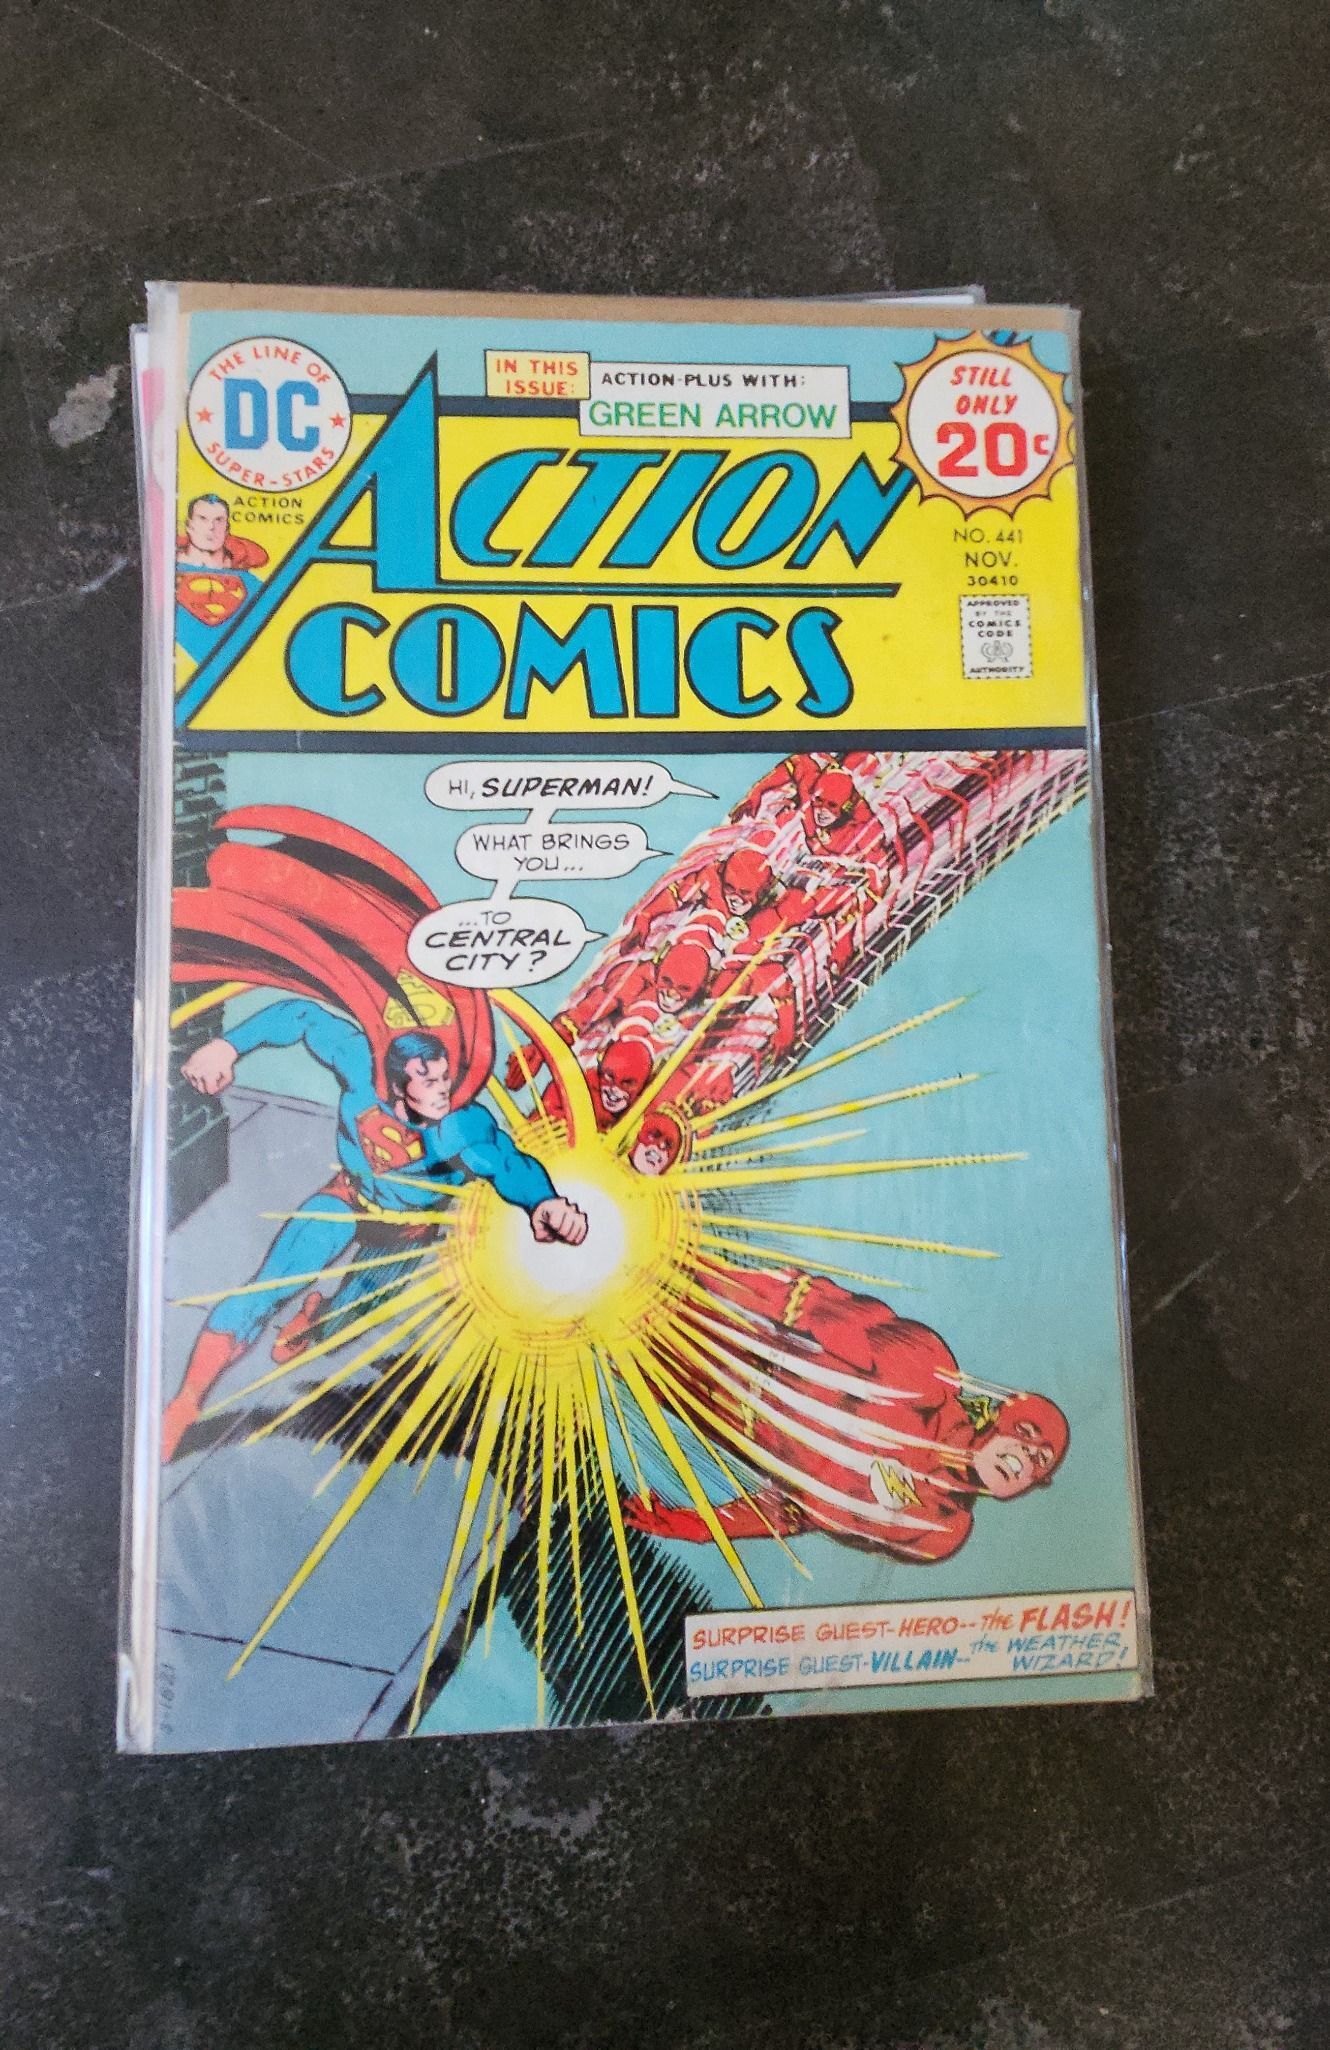 THE LINE OF
DC
SUPER-STARS
IN THIS
ISSUE:
ACTION-PLUS WITH:
GREEN ARROW
STILL
ONLY
20¢
ACTION
COMICS
ACTION
COMICS
NO. 441
NOV.
30410
APPROVED
BY THE
COMICS
CODE
AUTHORITY
HI, SUPERMAN!
WHAT BRINGS
YOU...
...TO
CENTRAL
CITY?
S
SURPRISE GUEST-HERO--the FLASH!
SURPRISE GUEST-VILLAIN--the WEATHER
WIZARD!